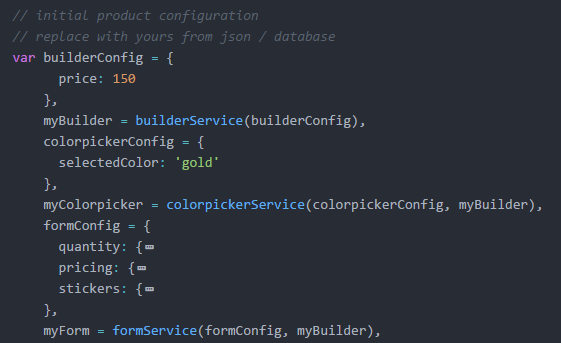 // initial product configuration
// replace with yours from json / database
var builderConfig = {
price: 150
},
myBuilder = builderService(builderConfig),
colorpickerConfig = {
selectedColor: 'gold'
},
myColorpicker = colorpickerService(colorpickerConfig, myBuilder),
formConfig = {
quantity: {…
pricing: {…
stickers: {…
},
myForm = formService(formConfig, myBuilder),